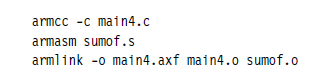 armcc -c main4.c
armasm sumof.s
armlink -o main4.axf main4.o sumof.o